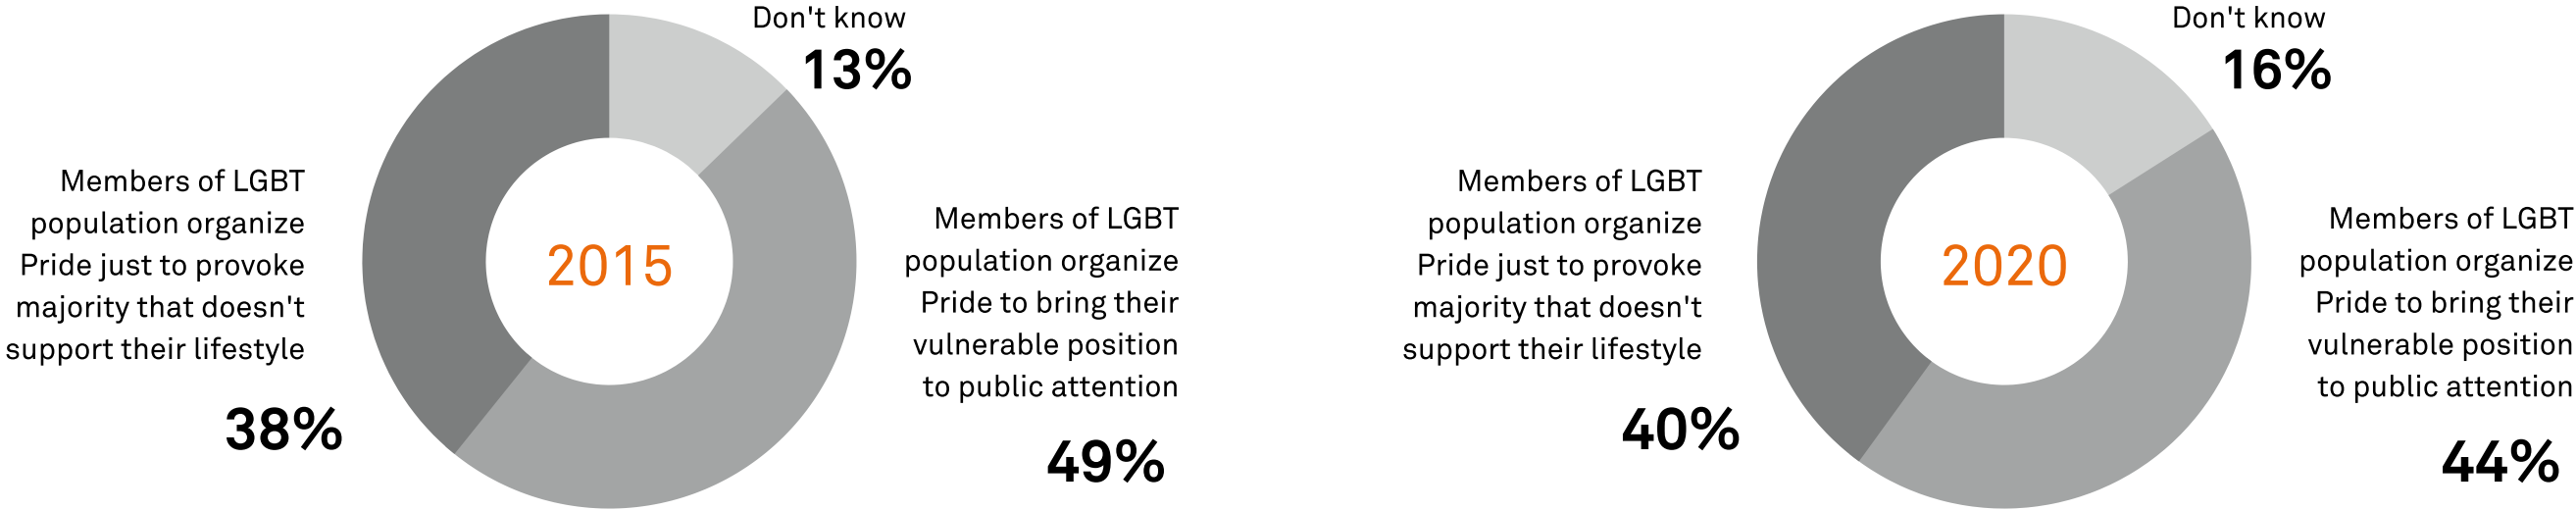 Don't know
13%
Members of LGBT
population organize
Pride just to provoke
majority that doesn't
support their lifestyle
38%
2015
Members of LGBT
population organize
Pride to bring their
vulnerable position
to public attention
49%
Don't know
16%
Members of LGBT
population organize
Pride just to provoke
majority that doesn't
support their lifestyle
40%
2020
Members of LGBT
population organize
Pride to bring their
vulnerable position
to public attention
44%